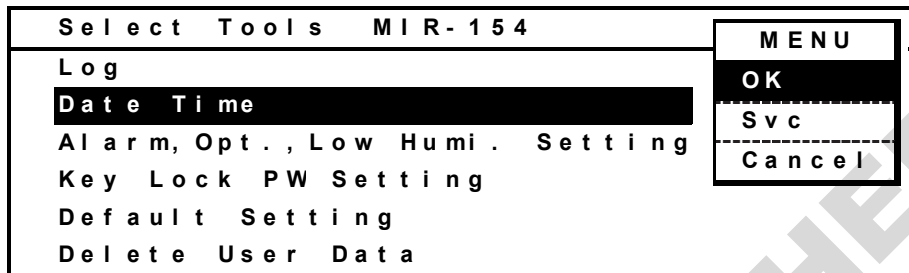 Select Tools MIR-154
Log
Date Time
Alarm,Opt.,Low Humi. Setting
Key Lock PW Setting
Default Setting
Delete User Data
MENU
OK
Svc
Cancel